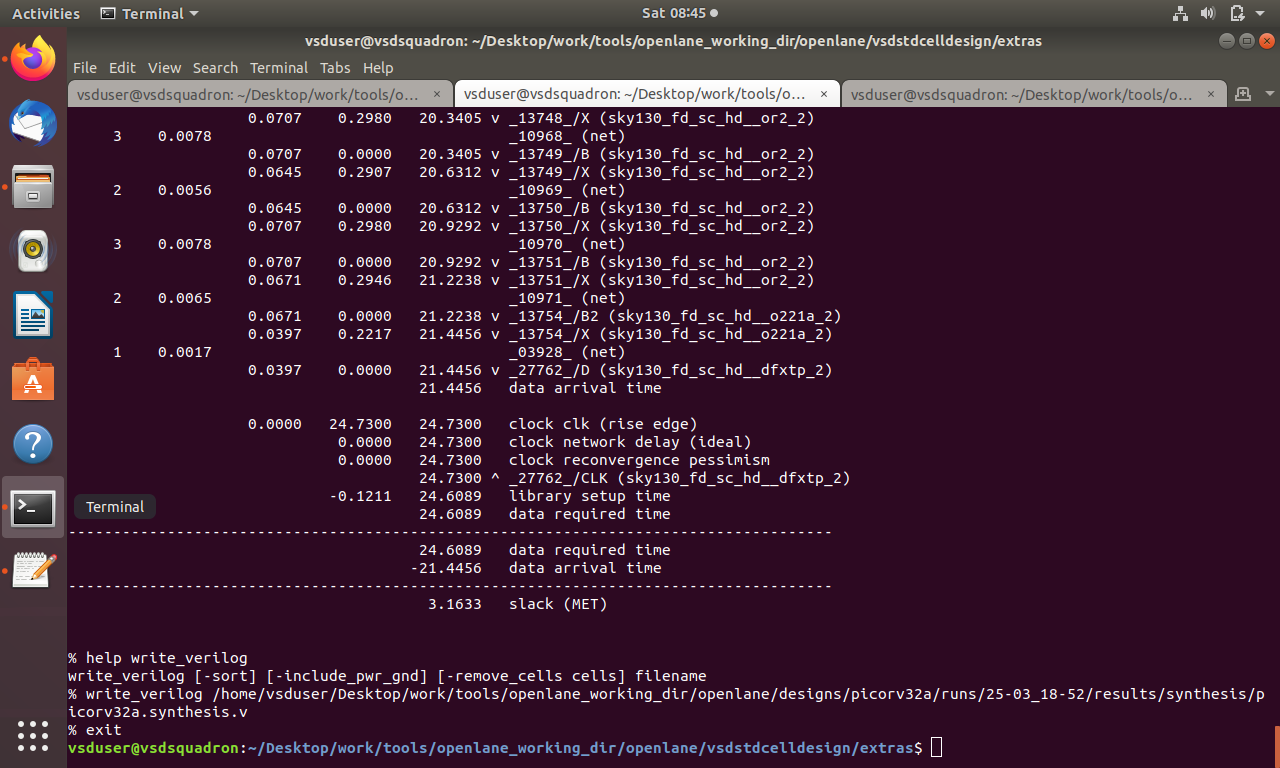 Activities Terminal Sat 08:45
vsduser@vsdsquadron: ~/Desktop/work/tools/openlane_working_dir/openlane/vsdstdcelldesign/extras
File Edit View Search Terminal Tabs Help
vsduser@vsdsquadron: ~/Desktop/work/tools/o... × vsduser@vsdsquadron: ~/Desktop/work/tools/o... × vsduser@vsdsquadron: ~/Desktop/work/tools/o... ×
0.0707 0.2980 20.3405 v _13748_/X (sky130_fd_sc_hd__or2_2)
3 0.0078 _10968_ (net)
0.0707 0.0000 20.3405 v _13749_/B (sky130_fd_sc_hd__or2_2)
0.0645 0.2907 20.6312 v _13749_/X (sky130_fd_sc_hd__or2_2)
2 0.0056 _10969_ (net)
0.0645 0.0000 20.6312 v _13750_/B (sky130_fd_sc_hd__or2_2)
0.0707 0.2980 20.9292 v _13750_/X (sky130_fd_sc_hd__or2_2)
3 0.0078 _10970_ (net)
0.0707 0.0000 20.9292 v _13751_/B (sky130_fd_sc_hd__or2_2)
0.0671 0.2946 21.2238 v _13751_/X (sky130_fd_sc_hd__or2_2)
2 0.0065 _10971_ (net)
0.0671 0.0000 21.2238 v _13754_/B2 (sky130_fd_sc_hd__o221a_2)
0.0397 0.2217 21.4456 v _13754_/X (sky130_fd_sc_hd__o221a_2)
1 0.0017 _03928_ (net)
0.0397 0.0000 21.4456 v _27762_/D (sky130_fd_sc_hd__dfxtp_2)
21.4456 data arrival time
0.0000 24.7300 24.7300 clock clk (rise edge)
0.0000 24.7300 clock network delay (ideal)
0.0000 24.7300 clock reconvergence pessimism
24.7300 ^ _27762_/CLK (sky130_fd_sc_hd__dfxtp_2)
-0.1211 24.6089 library setup time
Terminal
24.6089 data required time
-------------------------------------------------------------------------------------
24.6089 data required time
-21.4456 data arrival time
-------------------------------------------------------------------------------------
3.1633 slack (MET)
% help write_verilog
write_verilog [-sort] [-include_pwr_gnd] [-remove_cells cells] filename
% write_verilog /home/vsduser/Desktop/work/tools/openlane_working_dir/openlane/designs/picorv32a/runs/25-03_18-52/results/synthesis/p
icorv32a.synthesis.v
% exit
vsduser@vsdsquadron:~/Desktop/work/tools/openlane_working_dir/openlane/vsdstdcelldesign/extras$